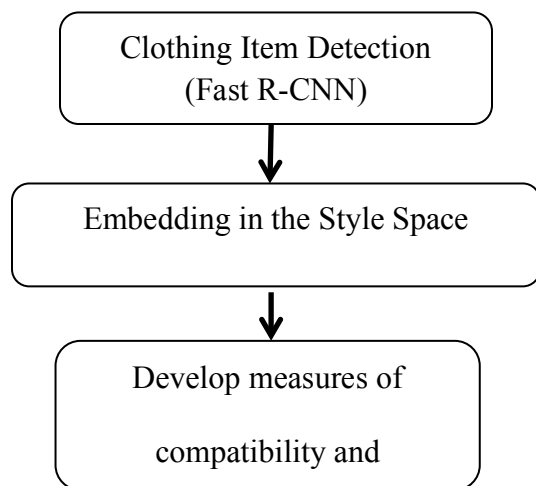 Clothing Item Detection
(Fast R-CNN)
Embedding in the Style Space
Develop measures of
compatibility and